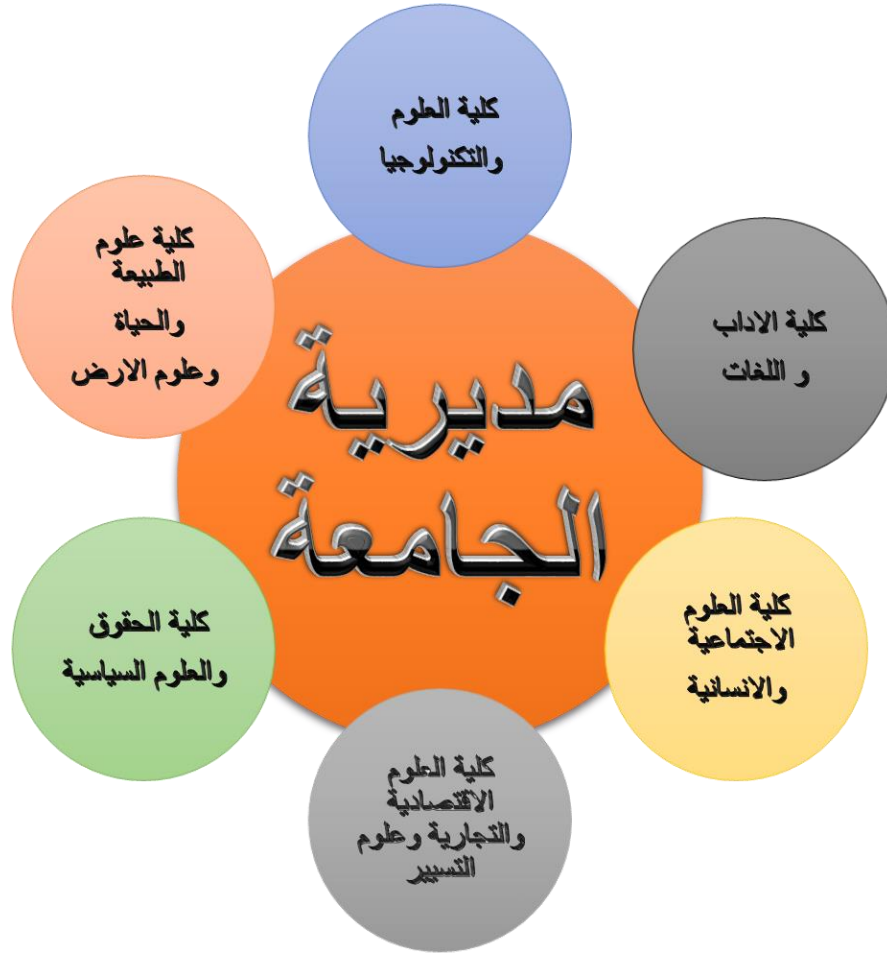 كلية العلوم
والتكنولوجيا
كلية الاداب
و اللغات
كلية العلوم
الاجتماعية
والانسانية
كلية العلوم
الاقتصادية
والتجارية وعلوم
التسيير
كلية الحقوق
والعلوم السياسية
كلية علوم
الطبيعة
والحياة
وعلوم الارض
مديرية
الجامعة